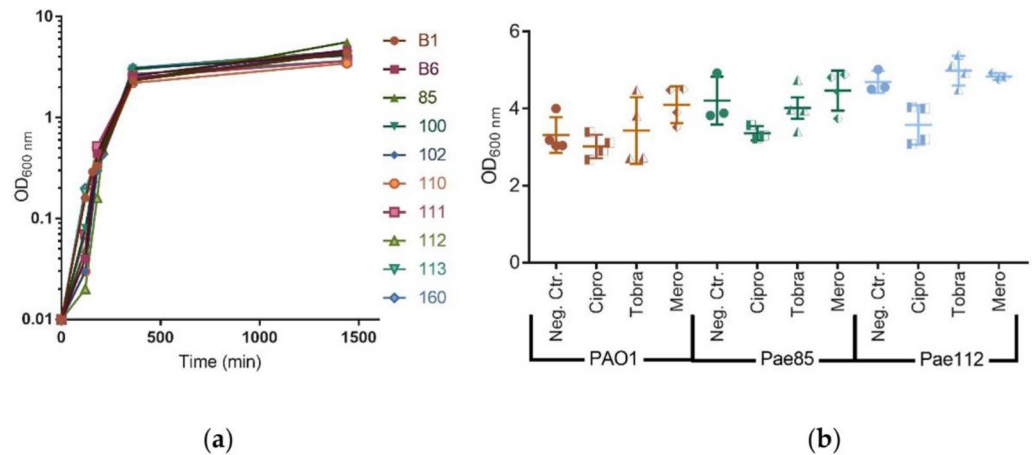 10
1
0.1
0.01
OD600 nm
0
500
1000
1500
Time (min)
B1
B6
85
100
102
110
111
112
113
160
(a)
6
4
2
0
OD600 nm
Neg. Ctr.
Cipro
Tobra
Mero
Neg. Ctr.
Cipro
Tobra
Mero
Neg. Ctr.
Cipro
Tobra
Mero
PAO1
Pae85
Pae112
(b)